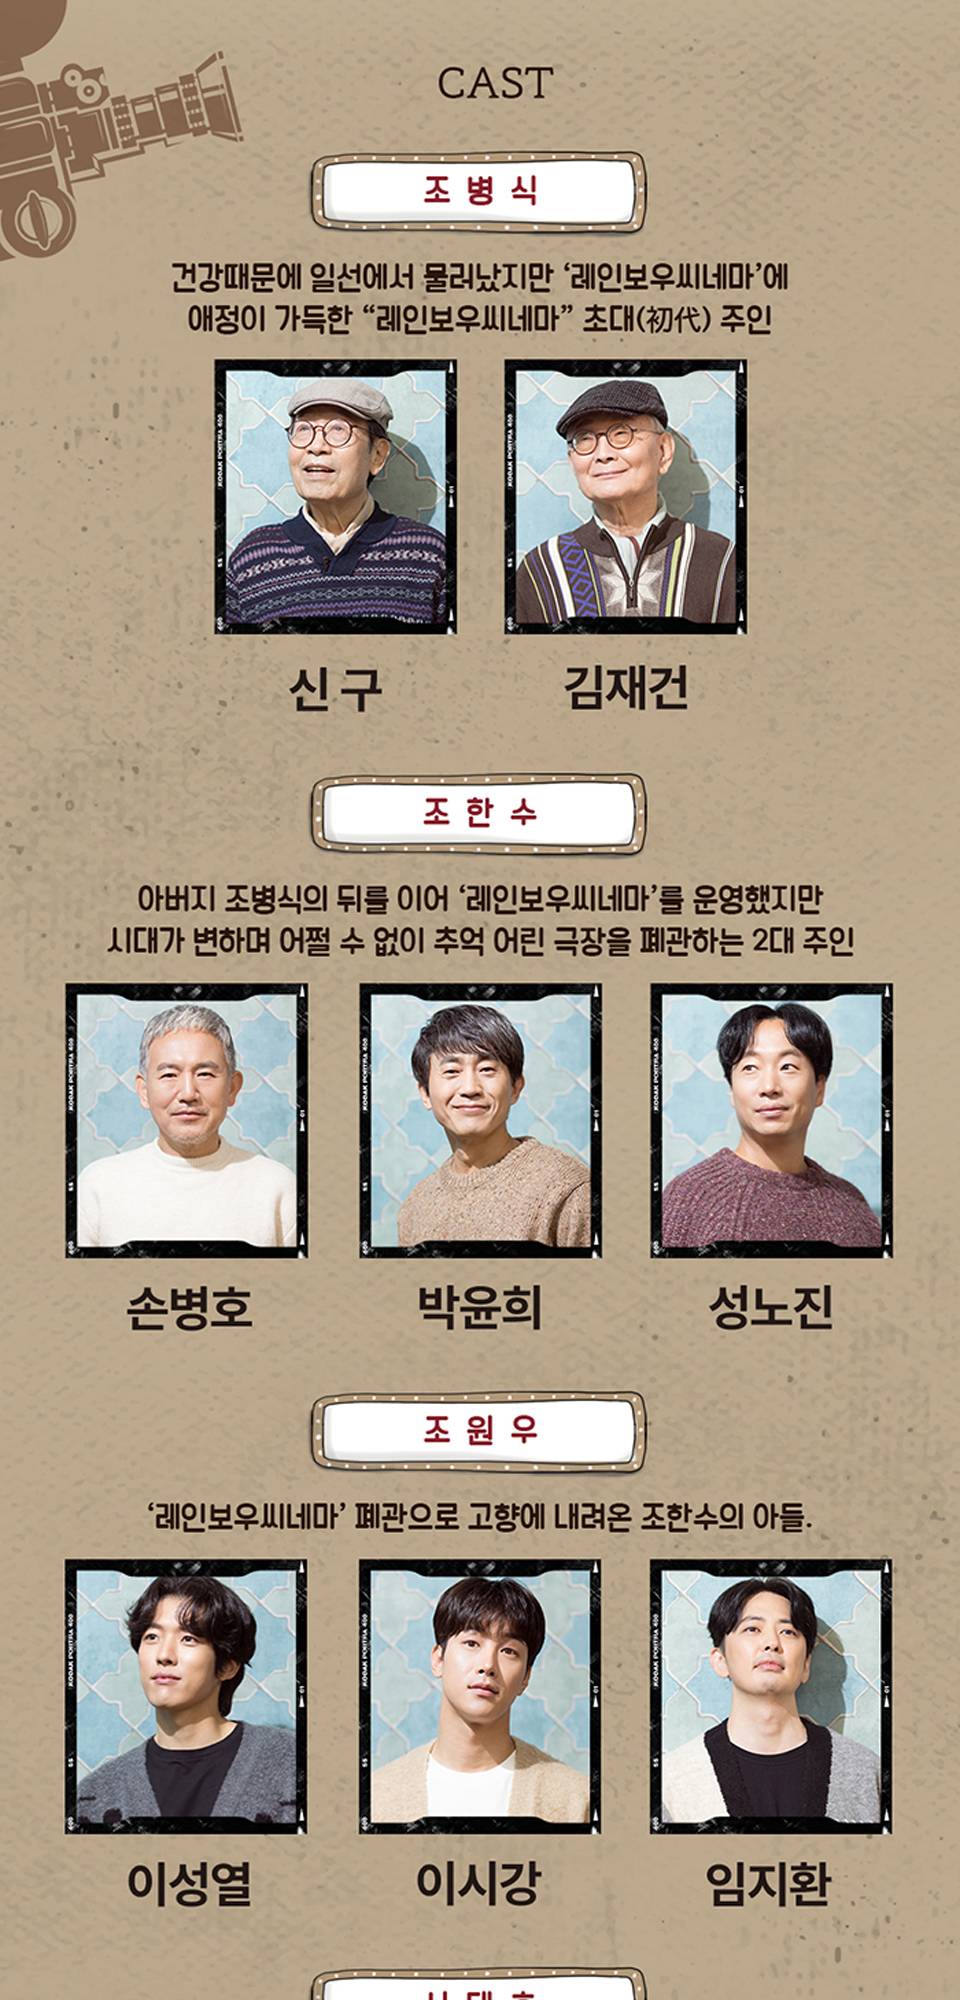 CAST
조병식
건강때문에 일선에서 물러났지만 ‘레인보우씨네마’에
애정이 가득한 “레인보우씨네마” 초대(初代) 주인
신구 김재건
조한수
아버지 조병식의 뒤를 이어 ‘레인보우씨네마’를 운영했지만
시대가 변하며 어쩔 수 없이 추억 어린 극장을 폐관하는 2대 주인
손병호 박윤희 성노진
조원우
‘레인보우씨네마’ 폐관으로 고향에 내려온 조한수의 아들.
이성열 이시강 임지환